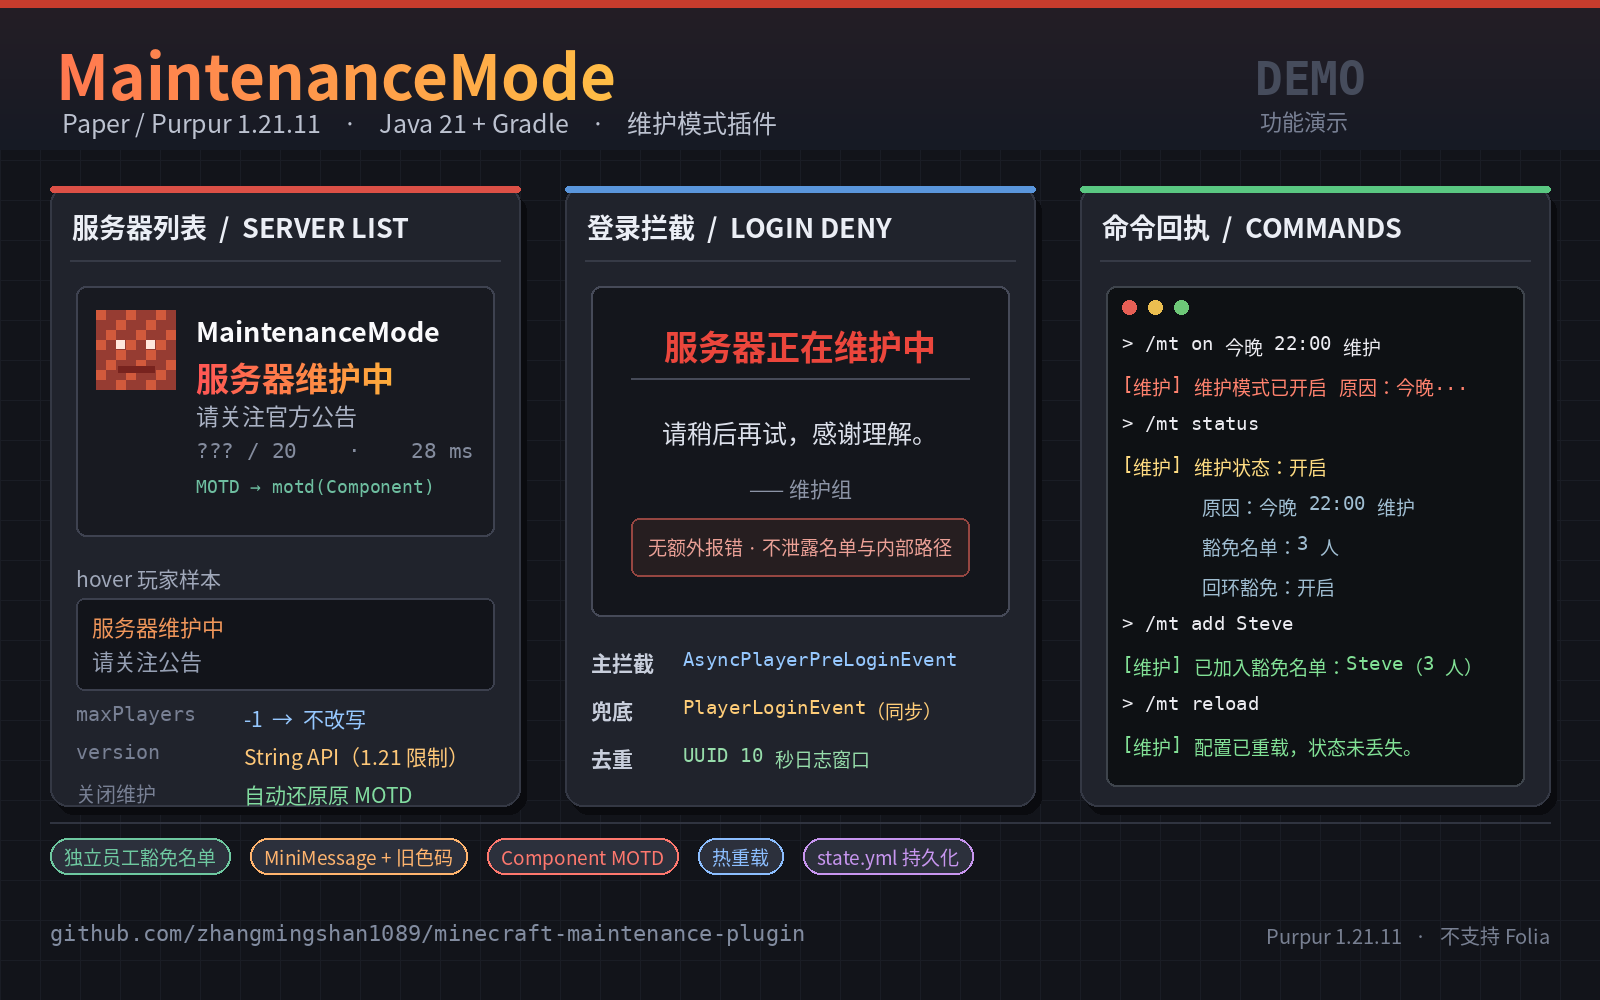 MaintenanceMode
Paper / Purpur 1.21.11 · Java 21 + Gradle · 维护模式插件
DEMO
功能演示
服务器列表 / SERVER LIST
MaintenanceMode
服务器维护中
请关注官方公告
??? / 20 · 28 ms
MOTD → motd(Component)
hover 玩家样本
服务器维护中
请关注公告
maxPlayers -1 → 不改写
version String API（1.21 限制）
关闭维护 自动还原原 MOTD
登录拦截 / LOGIN DENY
服务器正在维护中
请稍后再试，感谢理解。
—— 维护组
无额外报错 · 不泄露名单与内部路径
主拦截 AsyncPlayerPreLoginEvent
兜底 PlayerLoginEvent（同步）
去重 UUID 10 秒日志窗口
命令回执 / COMMANDS
> /mt on 今晚 22:00 维护
[维护] 维护模式已开启 原因：今晚···
> /mt status
[维护] 维护状态：开启
原因：今晚 22:00 维护
豁免名单：3 人
回环豁免：开启
> /mt add Steve
[维护] 已加入豁免名单：Steve（3 人）
> /mt reload
[维护] 配置已重载，状态未丢失。
独立员工豁免名单
MiniMessage + 旧色码
Component MOTD
热重载
state.yml 持久化
github.com/zhangmingshan1089/minecraft-maintenance-plugin
Purpur 1.21.11 · 不支持 Folia